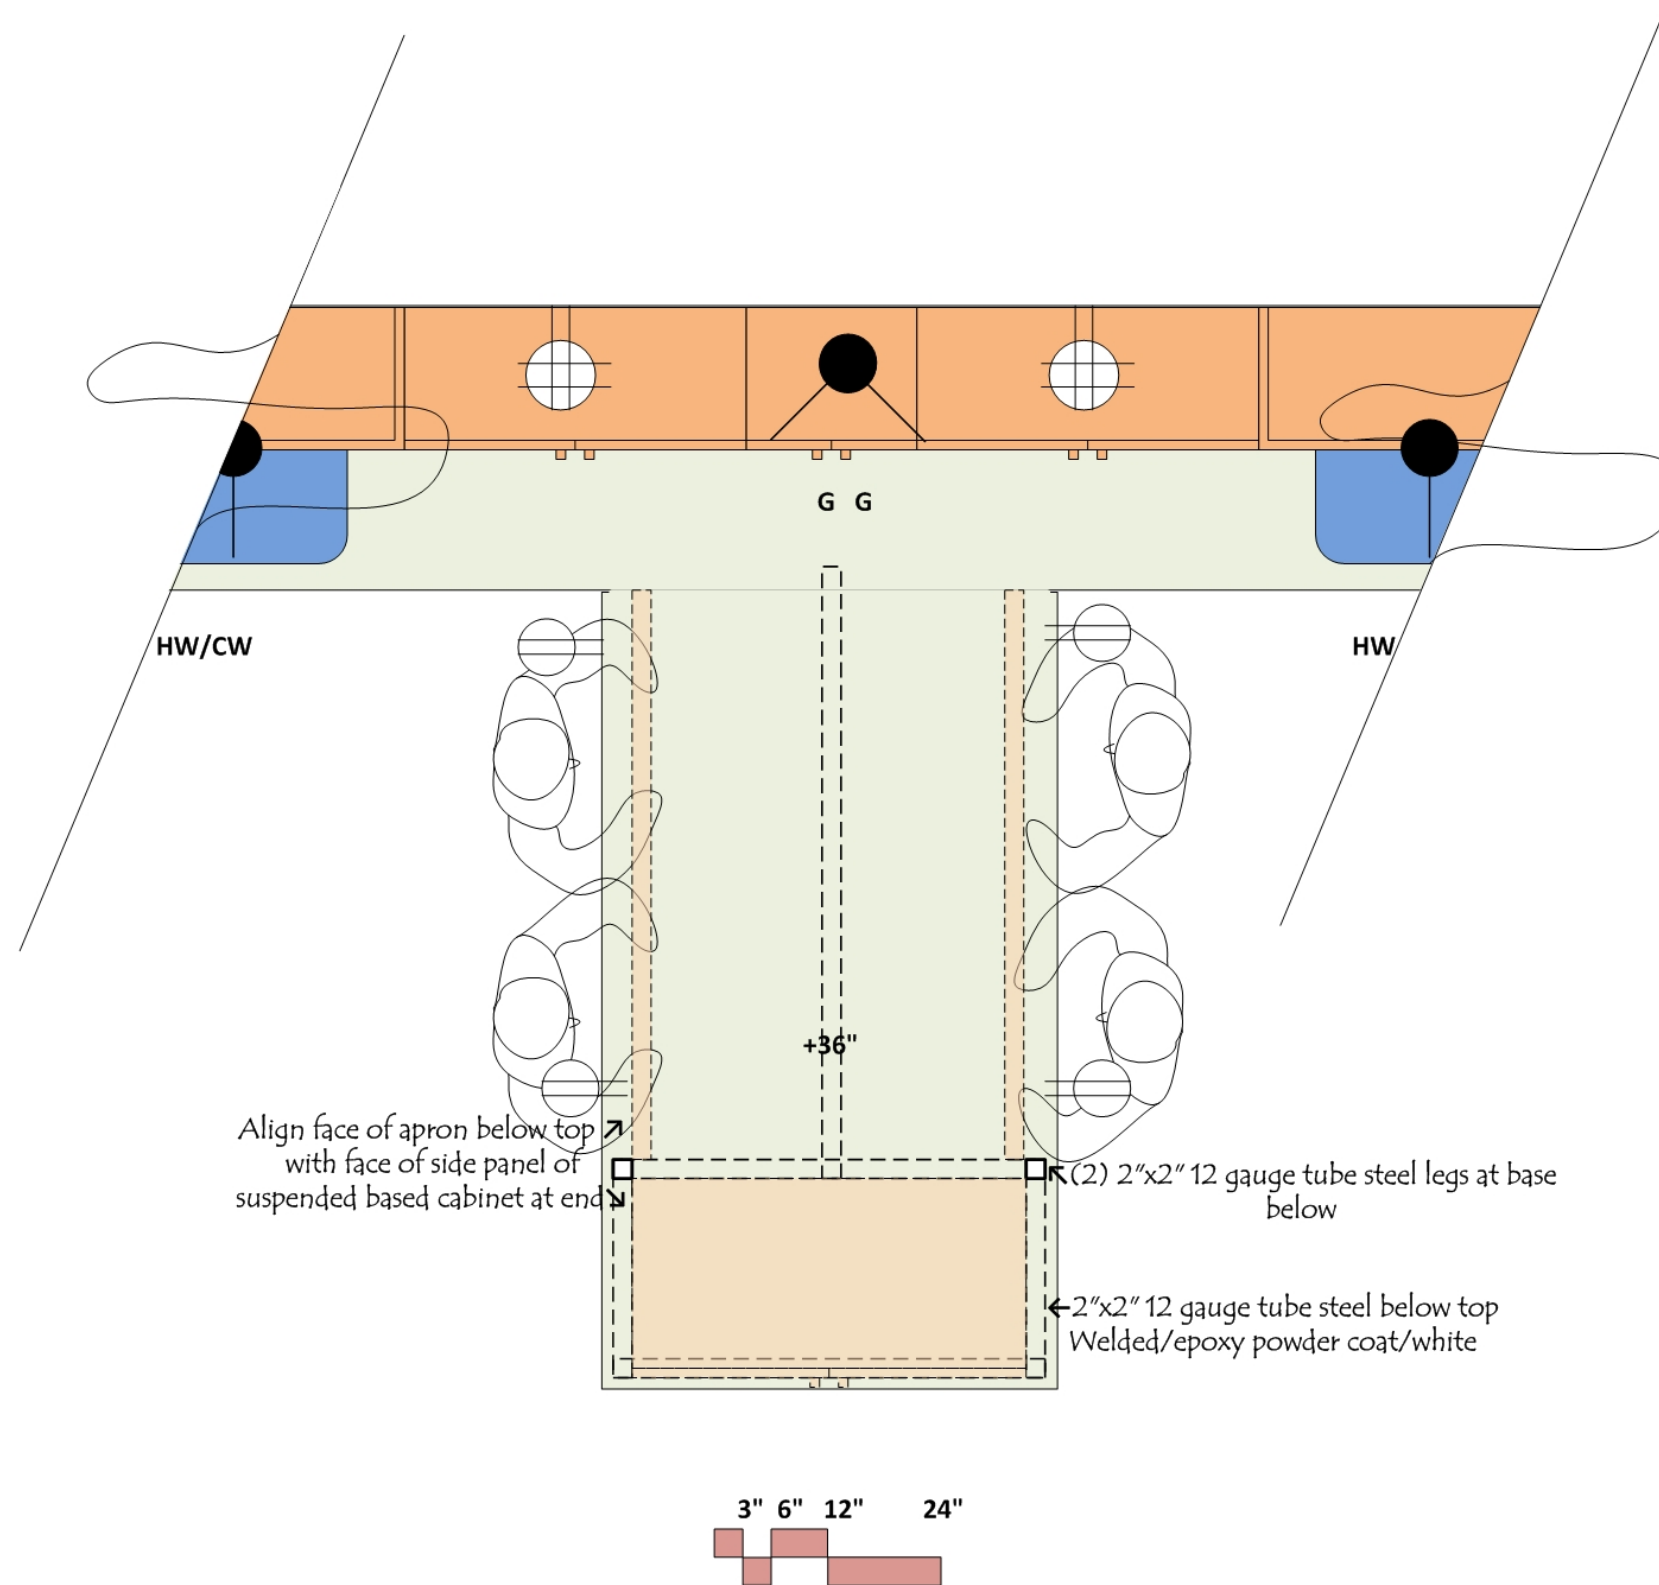 G G
HW/CW
HW
+36"
Align face of apron below top
with face of side panel of
suspended based cabinet at end
(2) 2"x2" 12 gauge tube steel legs at base
below
2"x2" 12 gauge tube steel below top
Welded/epoxy powder coat/white
3" 6" 12" 24"